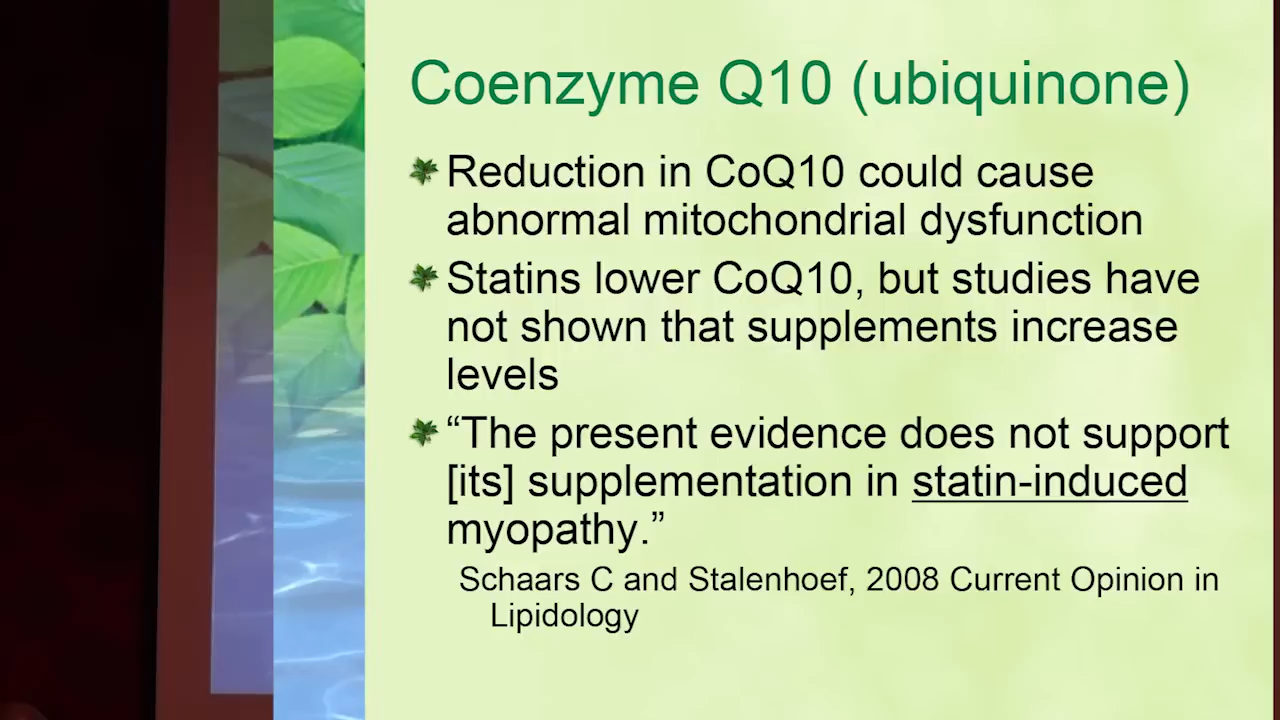 Coenzyme Q10 (ubiquinone)
Reduction in CoQ10 could cause
abnormal mitochondrial dysfunction
Statins lower CoQ10, but studies have
not shown that supplements increase
levels
“The present evidence does not support
[its] supplementation in statin-induced
myopathy.”
Schaars C and Stalenhoef, 2008 Current Opinion in
Lipidology